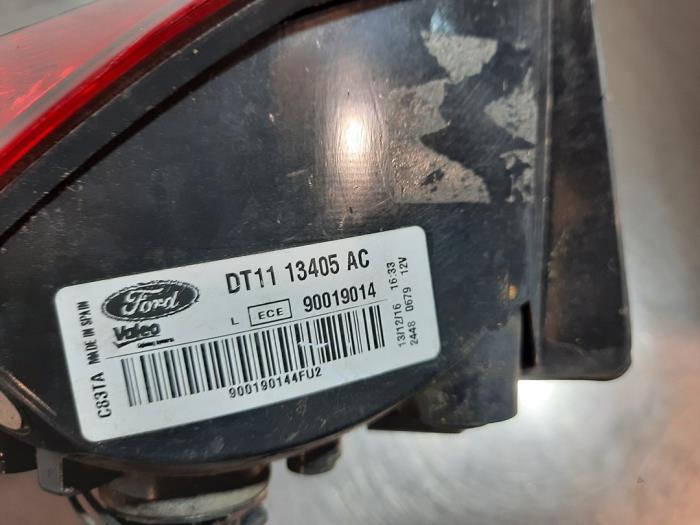 DT11 13405 AC
Ford
Valeo
L ECE 90019014
900190144FU2
C83TA MADE IN SPAIN
13/12/16 16:33
2448 0679 12V